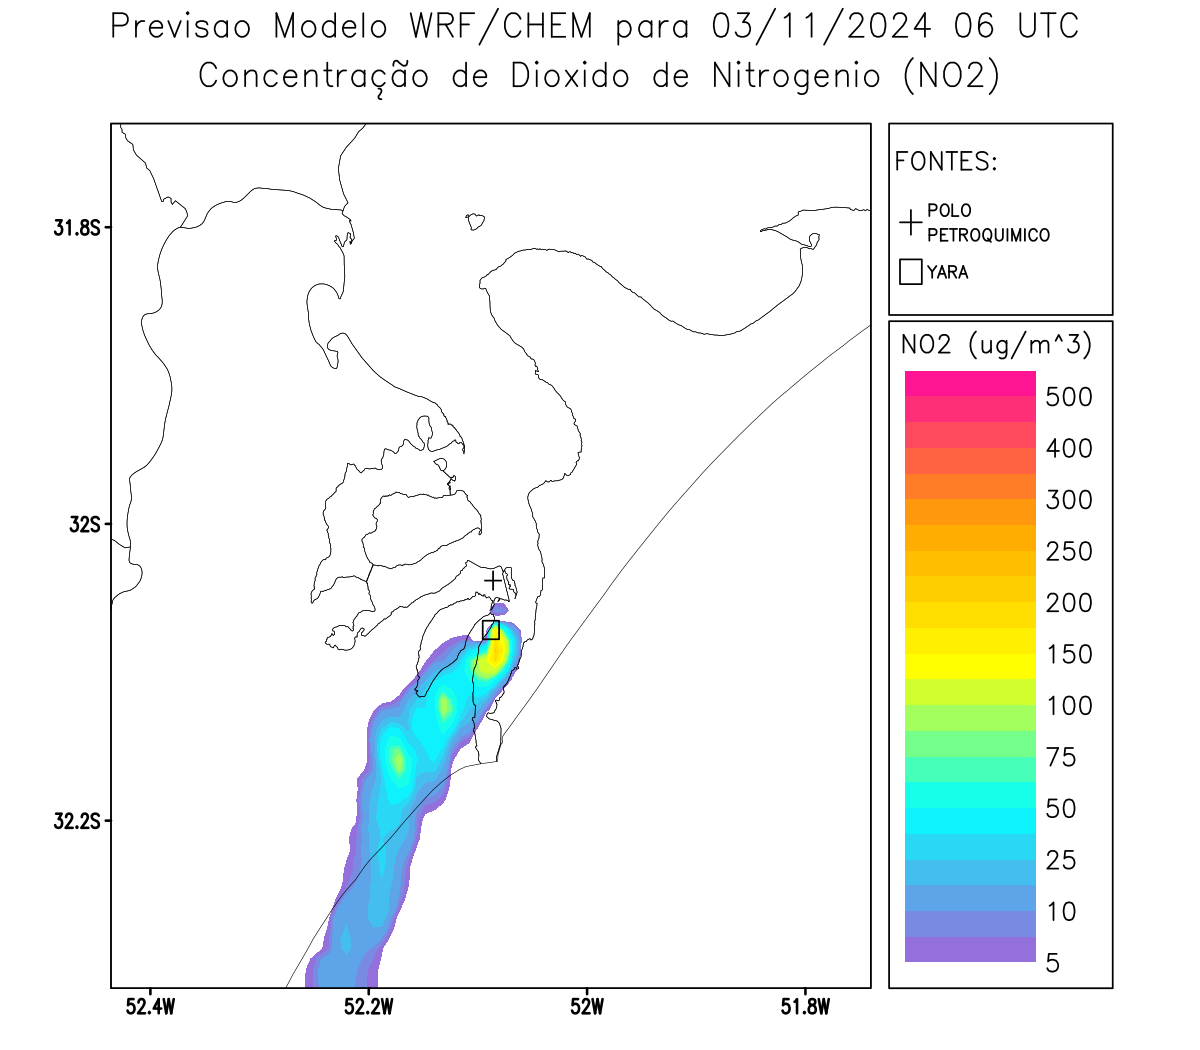 Previsao Modelo WRF/CHEM para 03/11/2024 06 UTC
Concentração de Dioxido de Nitrogenio (NO2)
FONTES:
POLO
PETROQUIMICO
YARA
NO2 (ug/m^3)
500
400
300
250
200
150
100
75
50
25
10
5
31.8S
32S
32.2S
52.4W
52.2W
52W
51.8W